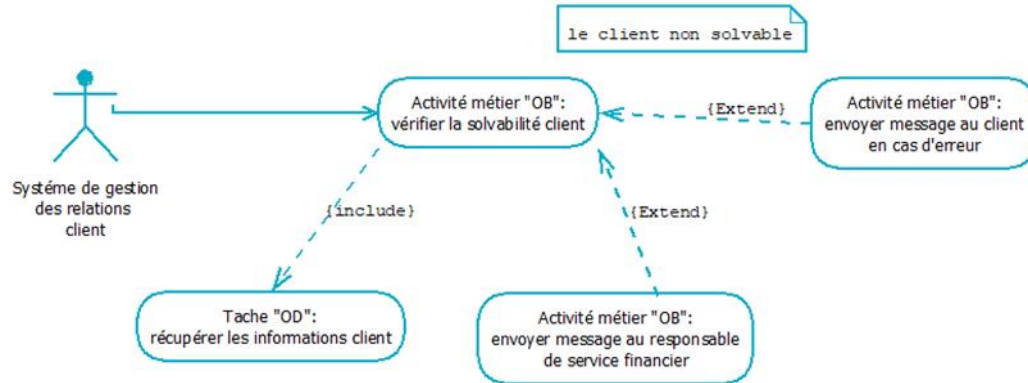 le client non solvable
Activité métier "OB":
vérifier la solvabilité client
{Extend}
Activité métier "OB":
envoyer message au client
en cas d'erreur
Systéme de gestion
des relations
client
{include}
{Extend}
Tache "OD":
récupérer les informations client
Activité métier "OB":
envoyer message au responsable
de service financier